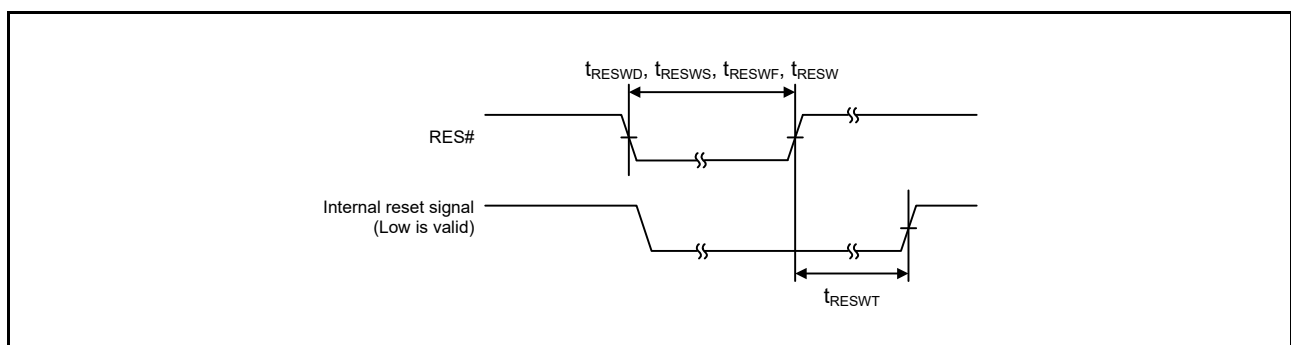 tRESWD, tRESWS, tRESWF, tRESW
RES#
Internal reset signal
(Low is valid)
tRESWT